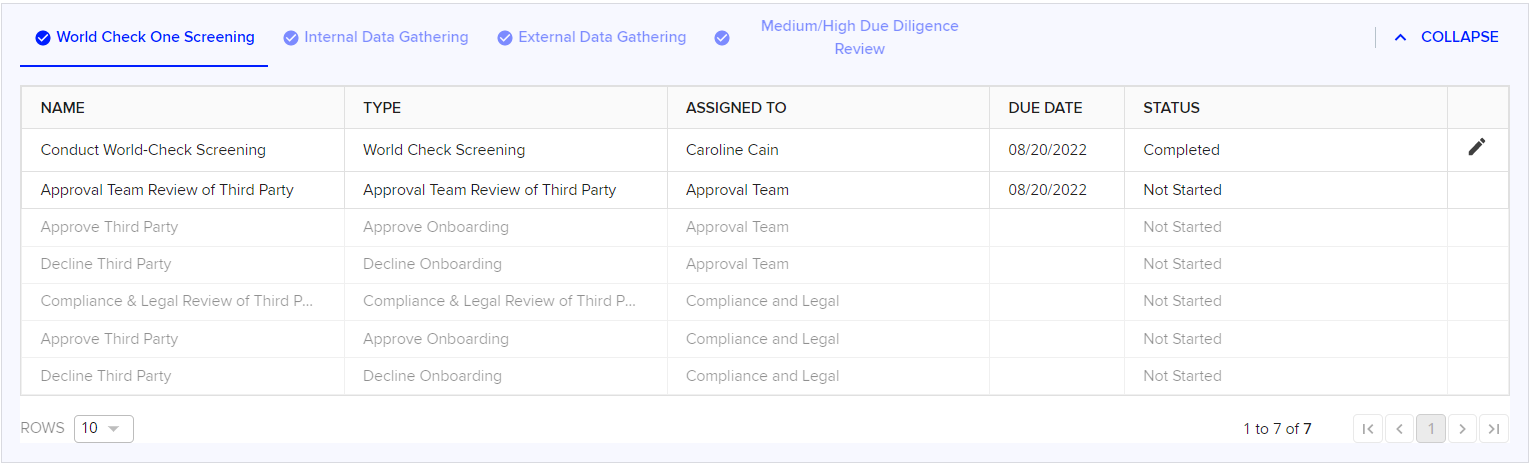 World Check One Screening Internal Data Gathering External Data Gathering Medium/High Due Diligence
Review
COLLAPSE
NAME TYPE ASSIGNED TO DUE DATE STATUS
Conduct World-Check Screening World Check Screening Caroline Cain 08/20/2022 Completed
Approval Team Review of Third Party Approval Team Review of Third Party Approval Team 08/20/2022 Not Started
Approve Third Party Approve Onboarding Approval Team Not Started
Decline Third Party Decline Onboarding Approval Team Not Started
Compliance & Legal Review of Third P... Compliance & Legal Review of Third P... Compliance and Legal Not Started
Approve Third Party Approve Onboarding Compliance and Legal Not Started
Decline Third Party Decline Onboarding Compliance and Legal Not Started
ROWS 10 1 to 7 of 7 1